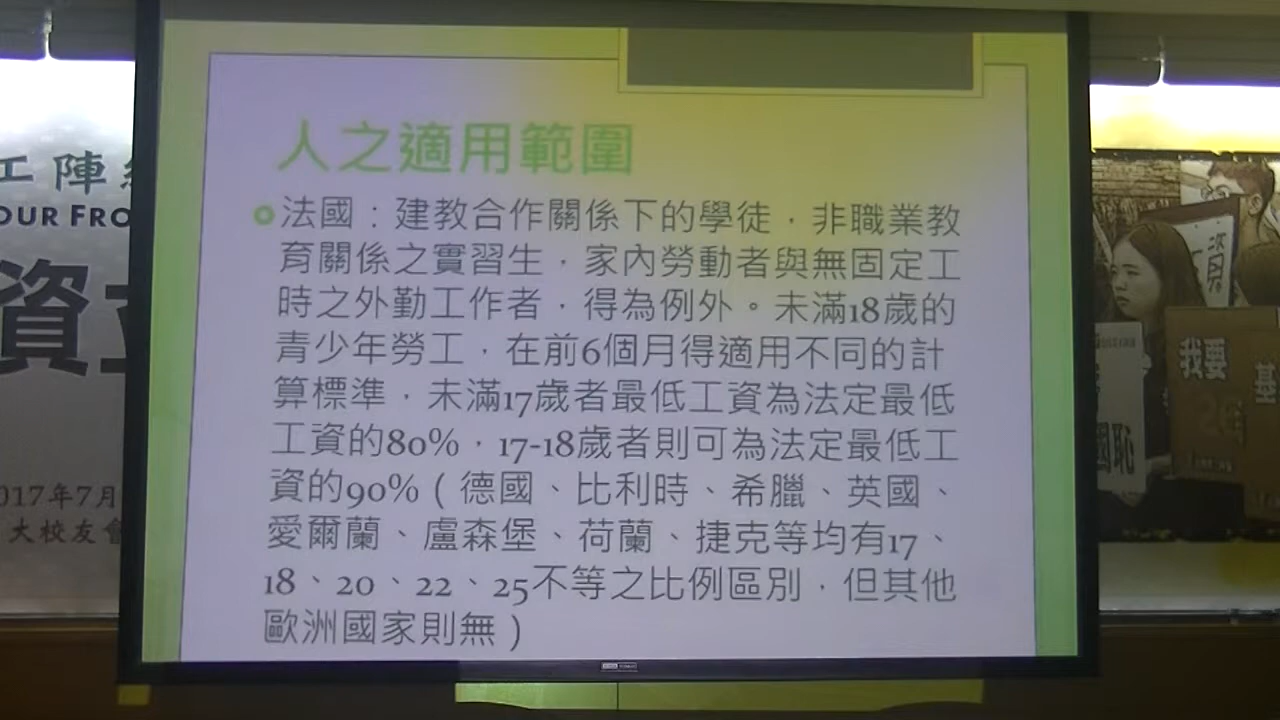 人之適用範圍
法國：建教合作關係下的學徒，非職業教
育關係之實習生，家內勞動者與無固定工
時之外勤工作者，得為例外。未滿18歲的
青少年勞工，在前6個月得適用不同的計
算標準，未滿17歲者最低工資為法定最低
工資的80%，17-18歲者則可為法定最低工
資的90%（德國、比利時、希臘、英國、
愛爾蘭、盧森堡、荷蘭、捷克等均有17、
18、20、22、25不等之比例區別，但其他
歐洲國家則無）
工陣
OUR FRO
資
017年7月
大校友會
我要
基
國恥